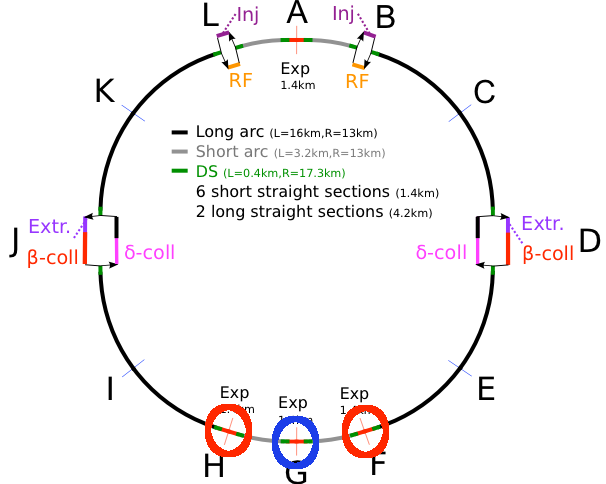 L
Inj
A
Inj
B
RF
Exp
1.4km
RF
K
C
Long arc (L=16km,R=13km)
Short arc (L=3.2km,R=13km)
DS (L=0.4km,R=17.3km)
6 short straight sections (1.4km)
2 long straight sections (4.2km)
J
Extr.
β-coll
δ-coll
δ-coll
Extr.
β-coll
D
I
E
Exp
Exp
Exp
H
G
F